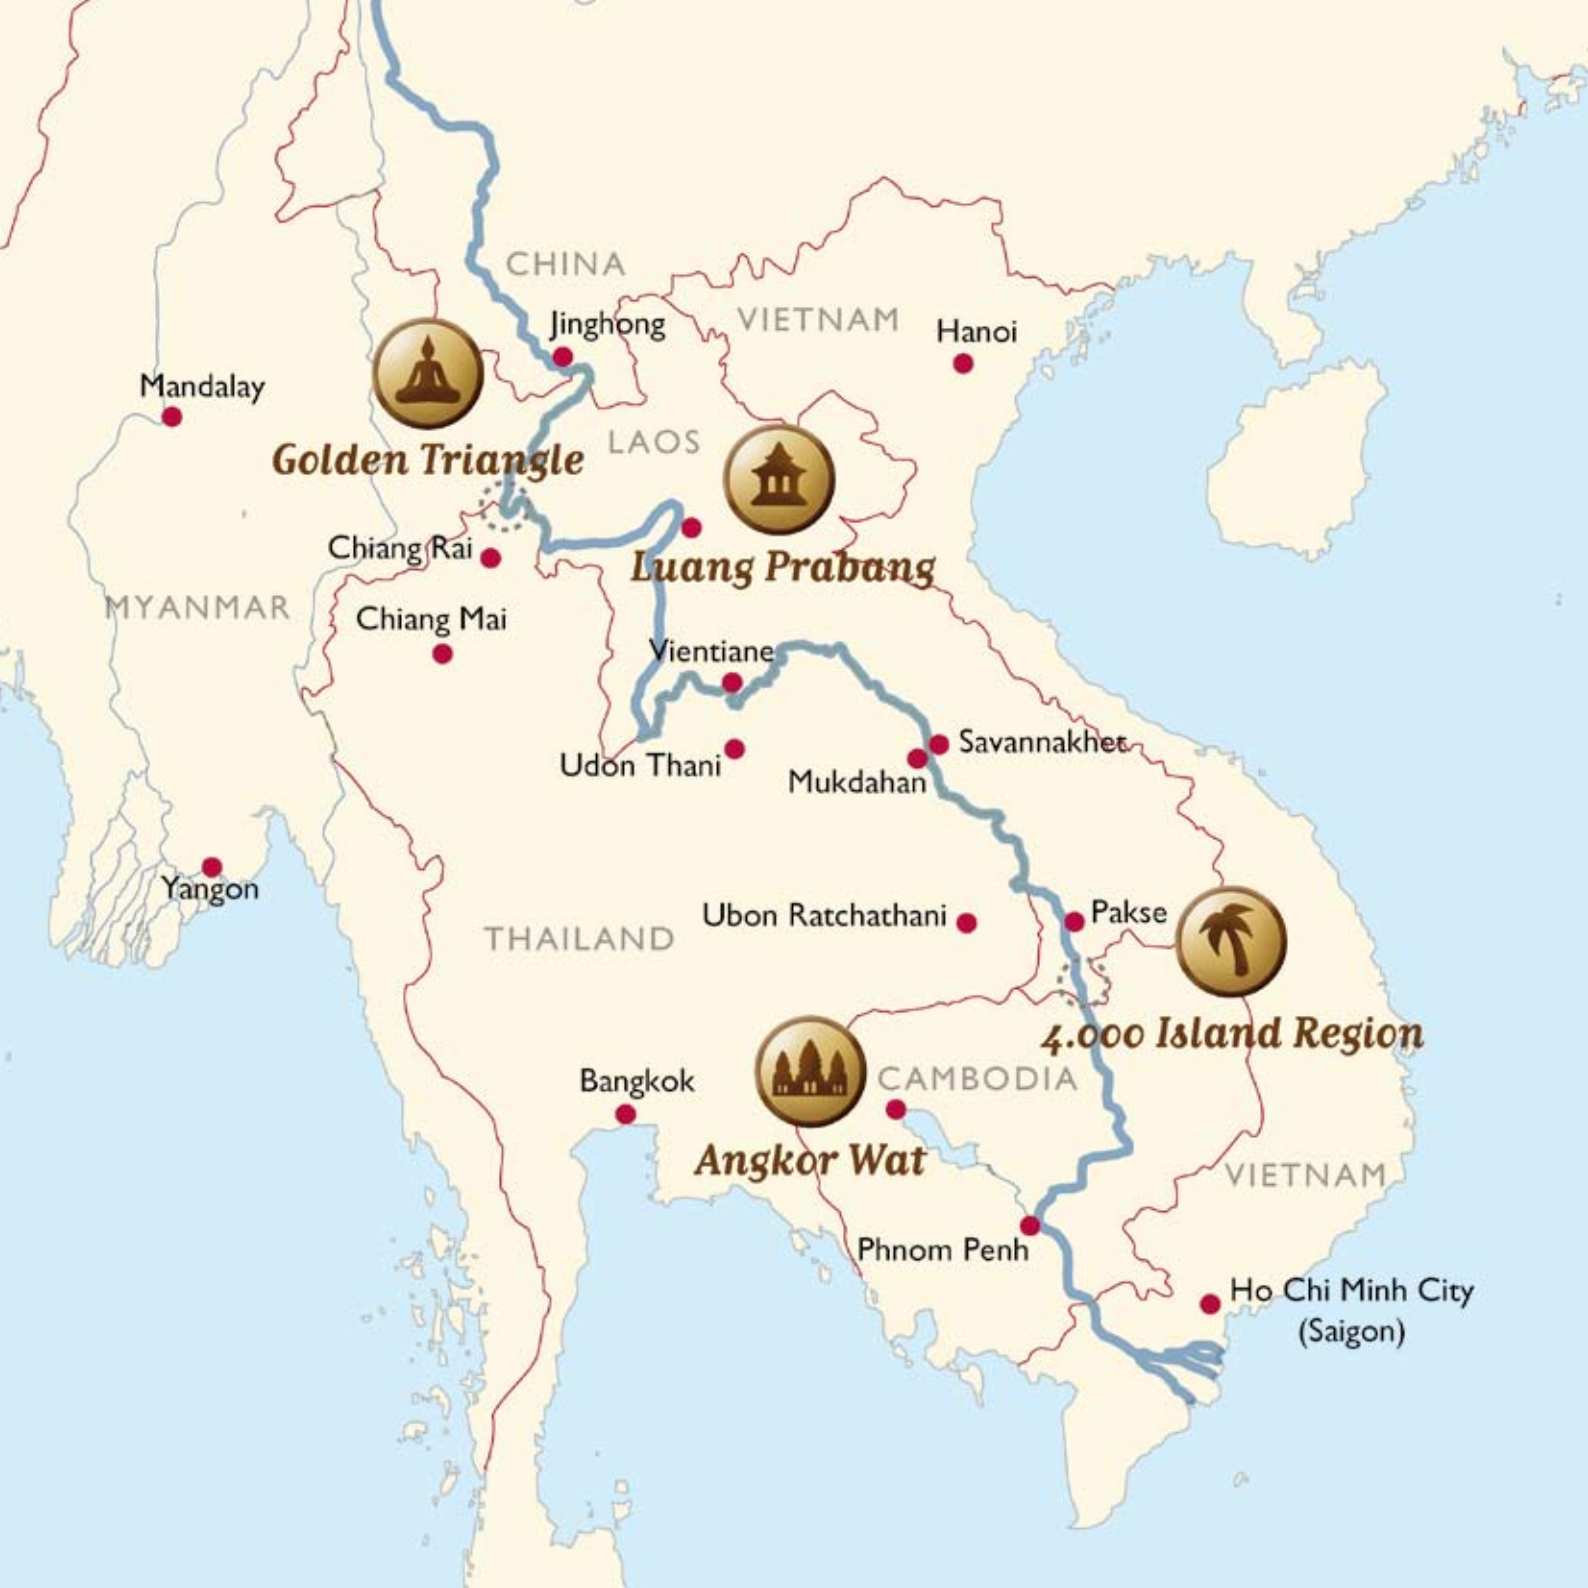 CHINA
Jinghong
VIETNAM
Hanoi
Mandalay
LAOS
Golden Triangle
Chiang Rai
Luang Prabang
MYANMAR
Chiang Mai
Vientiane
Savannakhet
Udon Thani
Mukdahan
Yangon
Ubon Ratchathani
Pakse
THAILAND
4.000 Island Region
Bangkok
CAMBODIA
Angkor Wat
VIETNAM
Phnom Penh
Ho Chi Minh City
(Saigon)